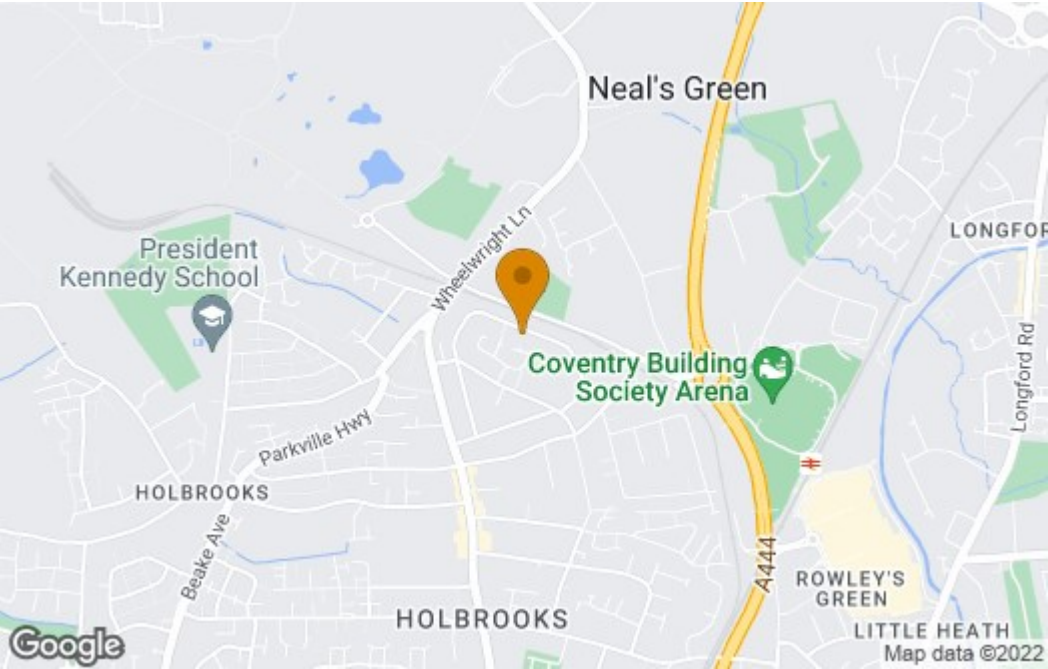 Neal's Green
LONGFOR
Wheelwright Ln
President
Kennedy School
Coventry Building
Society Arena
Longford Rd
Parkville Hwy
HOLBROOKS
Beake Ave
A444
ROWLEY'S
GREEN
HOLBROOKS
LITTLE HEATH
Google
Map data ©2022